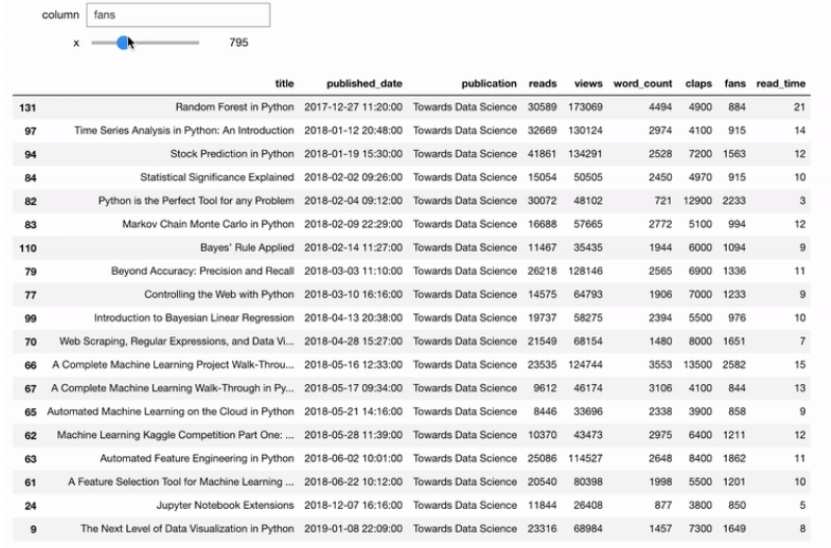 column fans
x 795
title published_date publication reads views word_count claps fans read_time
131 Random Forest in Python 2017-12-27 11:20:00 Towards Data Science 30589 173069 4494 4900 884 21
97 Time Series Analysis in Python: An Introduction 2018-01-12 20:48:00 Towards Data Science 32669 130124 2974 4100 915 14
94 Stock Prediction in Python 2018-01-19 15:30:00 Towards Data Science 41861 134291 2528 7200 1563 12
84 Statistical Significance Explained 2018-02-02 09:26:00 Towards Data Science 15054 50505 2450 4970 915 10
82 Python is the Perfect Tool for any Problem 2018-02-04 09:12:00 Towards Data Science 30072 48102 721 12900 2233 3
83 Markov Chain Monte Carlo in Python 2018-02-09 22:29:00 Towards Data Science 16688 57665 2772 5100 994 12
110 Bayes' Rule Applied 2018-02-14 11:27:00 Towards Data Science 11467 35435 1944 6000 1094 9
79 Beyond Accuracy: Precision and Recall 2018-03-03 11:10:00 Towards Data Science 26218 128146 2565 6900 1336 11
77 Controlling the Web with Python 2018-03-10 16:16:00 Towards Data Science 14575 64793 1906 7000 1233 9
99 Introduction to Bayesian Linear Regression 2018-04-13 20:38:00 Towards Data Science 19737 58275 2394 5500 976 10
70 Web Scraping, Regular Expressions, and Data Vi... 2018-04-28 15:27:00 Towards Data Science 21549 68154 1480 8000 1651 7
66 A Complete Machine Learning Project Walk-Throu... 2018-05-16 12:33:00 Towards Data Science 23535 124744 3553 13500 2582 15
67 A Complete Machine Learning Walk-Through in Py... 2018-05-17 09:34:00 Towards Data Science 9612 46174 3106 4100 844 13
65 Automated Machine Learning on the Cloud in Python 2018-05-21 14:16:00 Towards Data Science 8446 33696 2338 3900 858 9
62 Machine Learning Kaggle Competition Part One: ... 2018-05-28 11:39:00 Towards Data Science 10370 43473 2975 6400 1211 12
63 Automated Feature Engineering in Python 2018-06-02 10:01:00 Towards Data Science 25086 114527 2648 8400 1862 11
61 A Feature Selection Tool for Machine Learning ... 2018-06-22 10:12:00 Towards Data Science 20540 80398 1998 5500 1201 10
24 Jupyter Notebook Extensions 2018-12-07 16:16:00 Towards Data Science 11844 26408 877 3800 850 5
9 The Next Level of Data Visualization in Python 2019-01-08 22:09:00 Towards Data Science 23316 68984 1457 7300 1649 8